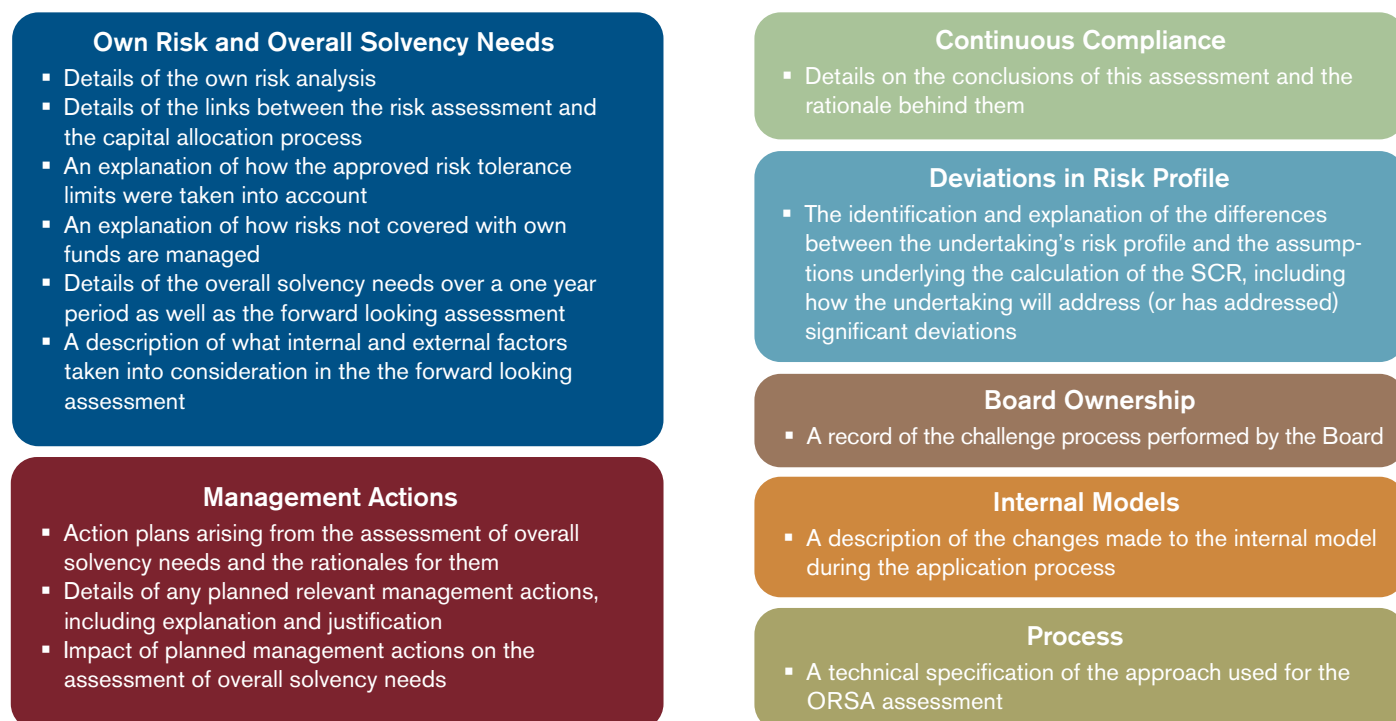 Own Risk and Overall Solvency Needs
▪ Details of the own risk analysis
▪ Details of the links between the risk assessment and
the capital allocation process
▪ An explanation of how the approved risk tolerance
limits were taken into account
▪ An explanation of how risks not covered with own
funds are managed
▪ Details of the overall solvency needs over a one year
period as well as the forward looking assessment
▪ A description of what internal and external factors
taken into consideration in the the forward looking
assessment
Management Actions
▪ Action plans arising from the assessment of overall
solvency needs and the rationales for them
▪ Details of any planned relevant management actions,
including explanation and justification
▪ Impact of planned management actions on the
assessment of overall solvency needs
Continuous Compliance
▪ Details on the conclusions of this assessment and the
rationale behind them
Deviations in Risk Profile
▪ The identification and explanation of the differences
between the undertaking's risk profile and the assump-
tions underlying the calculation of the SCR, including
how the undertaking will address (or has addressed)
significant deviations
Board Ownership
▪ A record of the challenge process performed by the Board
Internal Models
▪ A description of the changes made to the internal model
during the application process
Process
▪ A technical specification of the approach used for the
ORSA assessment